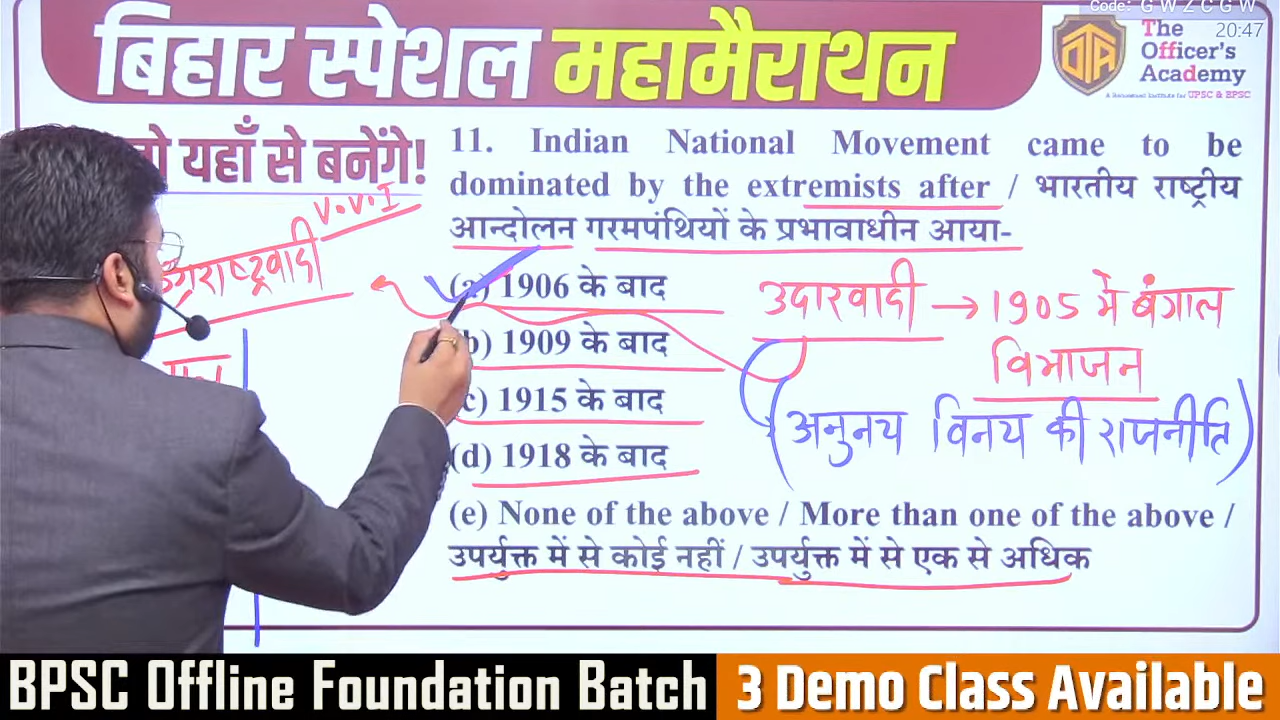 Code: G W Z C G W
बिहार स्पेशल महामैराथन
20:47
The Officer's Academy
UPSC & BPSC
यहाँ से बनेंगे!
11. Indian National Movement came to be
dominated by the extremists after / भारतीय राष्ट्रीय
आन्दोलन गरमपंथियों के प्रभावाधीन आया-
V.V.I
(a) 1906 के बाद
उदारवादी → 1905 में बंगाल
विभाजन
(b) 1909 के बाद
(c) 1915 के बाद
(अनुनय विनय की राजनीति)
(d) 1918 के बाद
(e) None of the above / More than one of the above /
उपर्युक्त में से कोई नहीं / उपर्युक्त में से एक से अधिक
BPSC Offline Foundation Batch 3 Demo Class Available